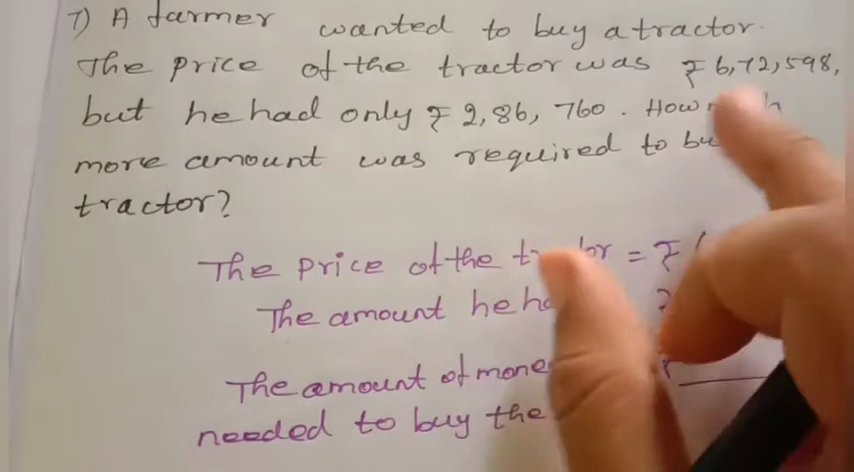 7) A farmer wanted to buy a tractor.
The price of the tractor was ₹ 6,72,598,
but he had only ₹ 2,86,760. How
more amount was required to
tractor?
The price of the = ₹
The amount he
The amount of
needed to buy the